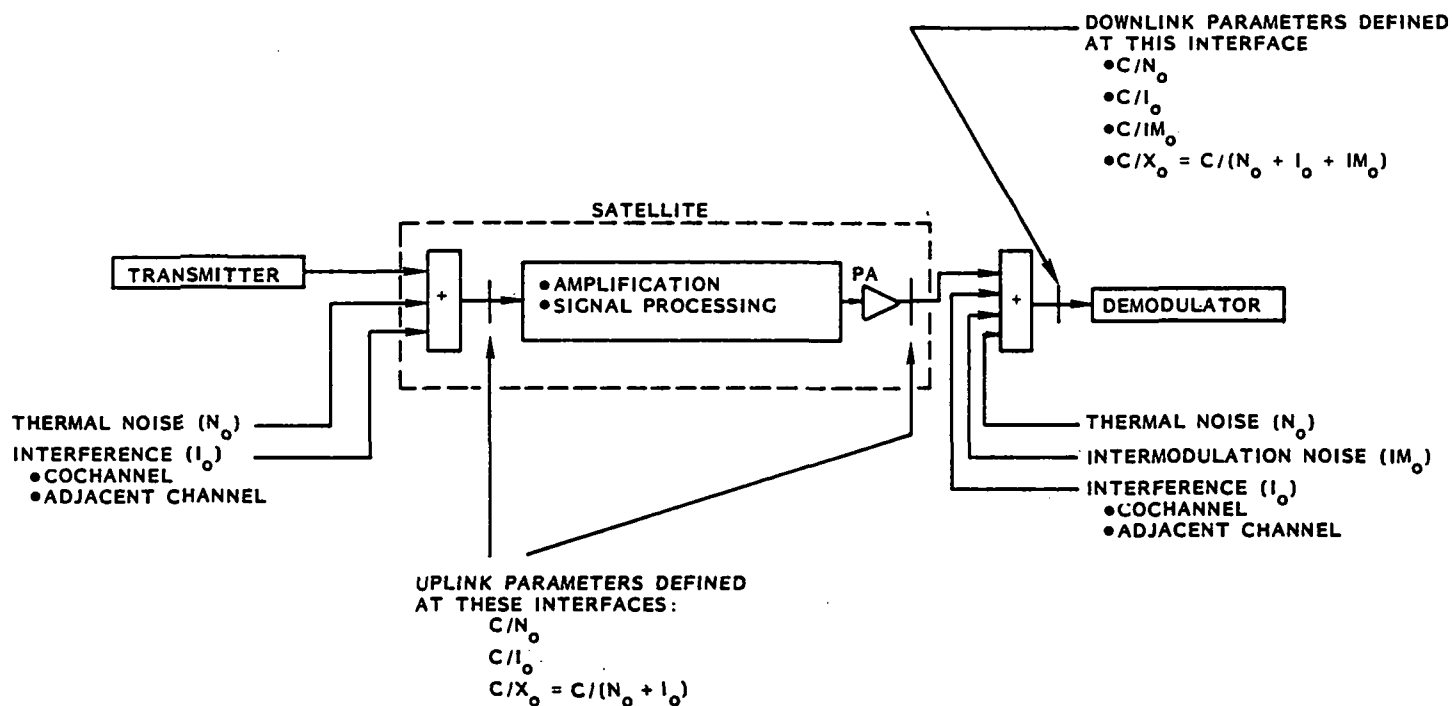 DOWNLINK PARAMETERS DEFINED
AT THIS INTERFACE
•C/N₀
•C/I₀
•C/IM₀
•C/X₀ = C/(N₀ + I₀ + IM₀)
SATELLITE
TRANSMITTER
+
•AMPLIFICATION
•SIGNAL PROCESSING
PA
+
DEMODULATOR
THERMAL NOISE (N₀)
INTERFERENCE (I₀)
•COCHANNEL
•ADJACENT CHANNEL
THERMAL NOISE (N₀)
INTERMODULATION NOISE (IM₀)
INTERFERENCE (I₀)
•COCHANNEL
•ADJACENT CHANNEL
UPLINK PARAMETERS DEFINED
AT THESE INTERFACES:
C/N₀
C/I₀
C/X₀ = C/(N₀ + I₀)